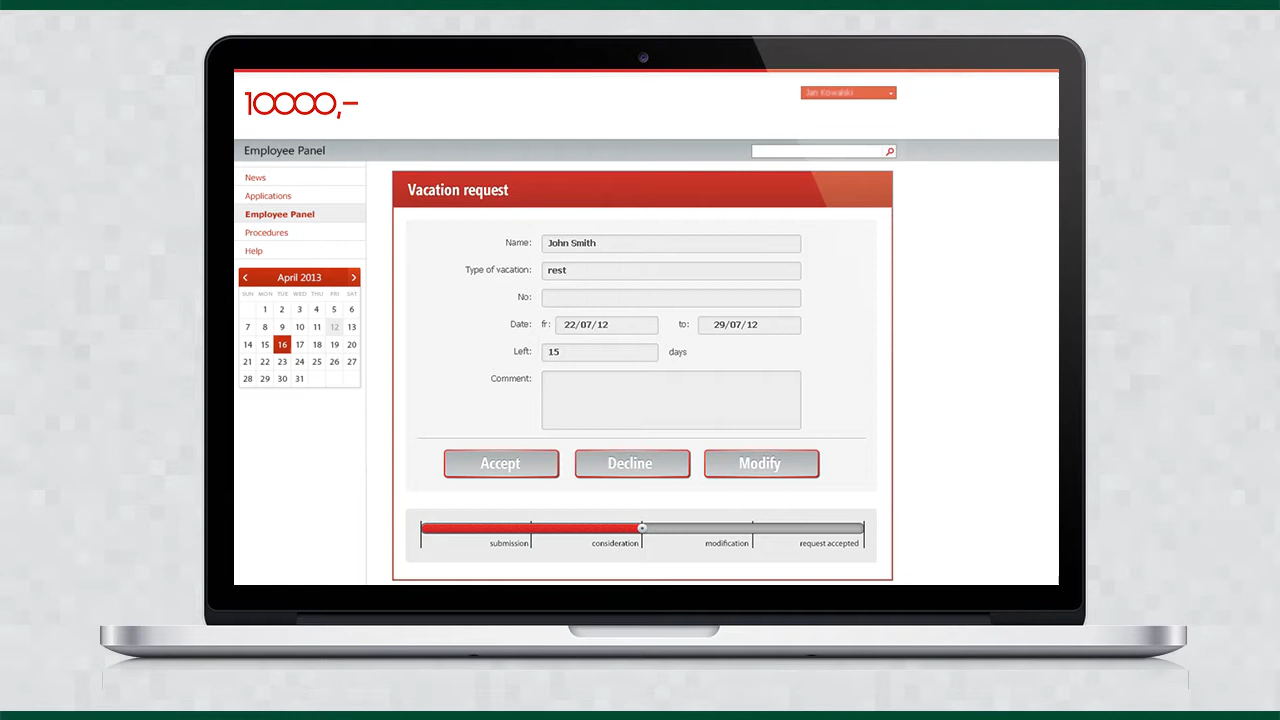 10000,-
Jan Kowalski
Employee Panel
News
Applications
Employee Panel
Procedures
Help
April 2013
SUN MON TUE WED THU FRI SAT
1 2 3 4 5 6
7 8 9 10 11 12 13
14 15 16 17 18 19 20
21 22 23 24 25 26 27
28 29 30 31
Vacation request
Name: John Smith
Type of vacation: rest
No:
Date: fr: 22/07/12 to: 29/07/12
Left: 15 days
Comment:
Accept Decline Modify
submission consideration modification request accepted